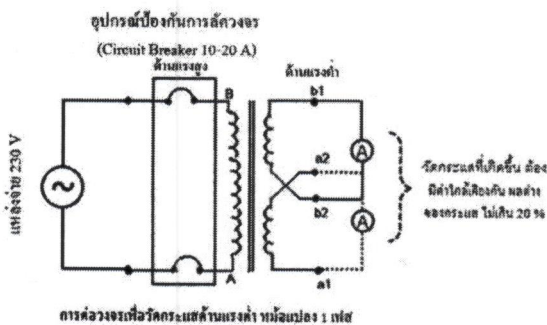 อุปกรณ์ป้องกันการลัดวงจร
(Circuit Breaker 10-20 A)
ด้านแรงสูง
ด้านแรงต่ำ
B
b1
A
a2
b2
A
A
a1
แหล่งจ่าย 230 V
วัดกระแสที่เกิดขึ้น ต้อง
มีค่าใกล้เคียงกัน ผลต่าง
ของกระแส ไม่เกิน 20 %
การต่อวงจรเพื่อวัดกระแสด้านแรงต่ำ หม้อแปลง 1 เฟส